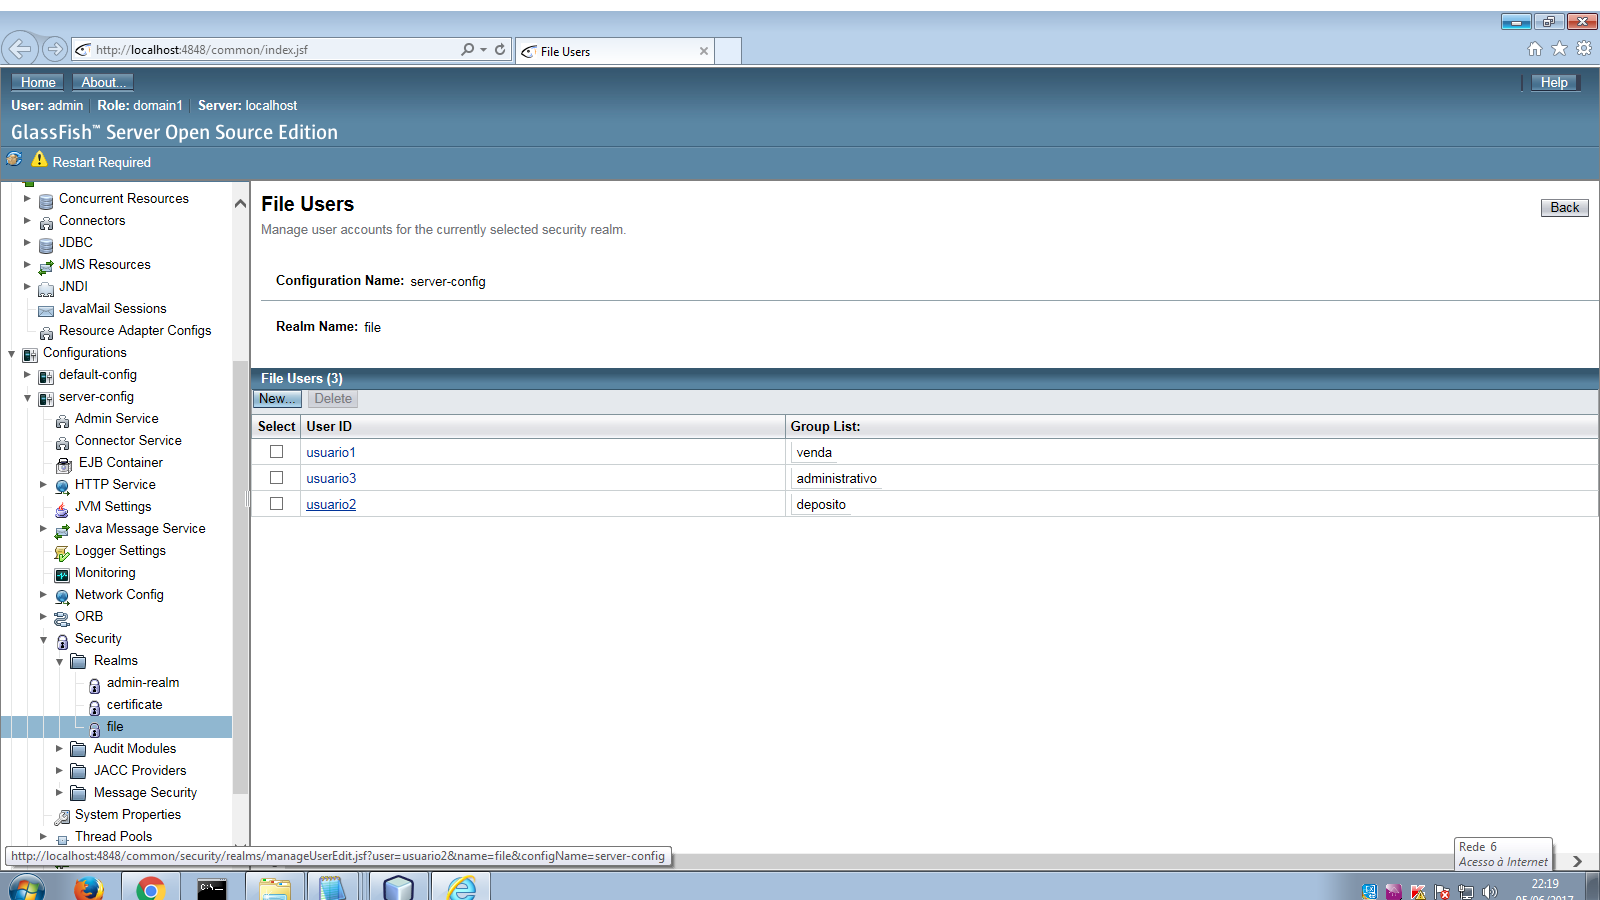 http://localhost:4848/common/index.jsf
File Users
Home
About...
Help
User: admin Role: domain1 Server: localhost
GlassFish™ Server Open Source Edition
Restart Required
Concurrent Resources
Connectors
JDBC
JMS Resources
JNDI
JavaMail Sessions
Resource Adapter Configs
Configurations
default-config
server-config
Admin Service
Connector Service
EJB Container
HTTP Service
JVM Settings
Java Message Service
Logger Settings
Monitoring
Network Config
ORB
Security
Realms
admin-realm
certificate
file
Audit Modules
JACC Providers
Message Security
System Properties
Thread Pools
File Users
Back
Manage user accounts for the currently selected security realm.
Configuration Name: server-config
Realm Name: file
File Users (3)
New... Delete
Select User ID Group List:
usuario1 venda
usuario3 administrativo
usuario2 deposito
http://localhost:4848/common/security/realms/manageUserEdit.jsf?user=usuario2&name=file&configName=server-config
Rede 6
Acesso à Internet
22:19
05/06/2017